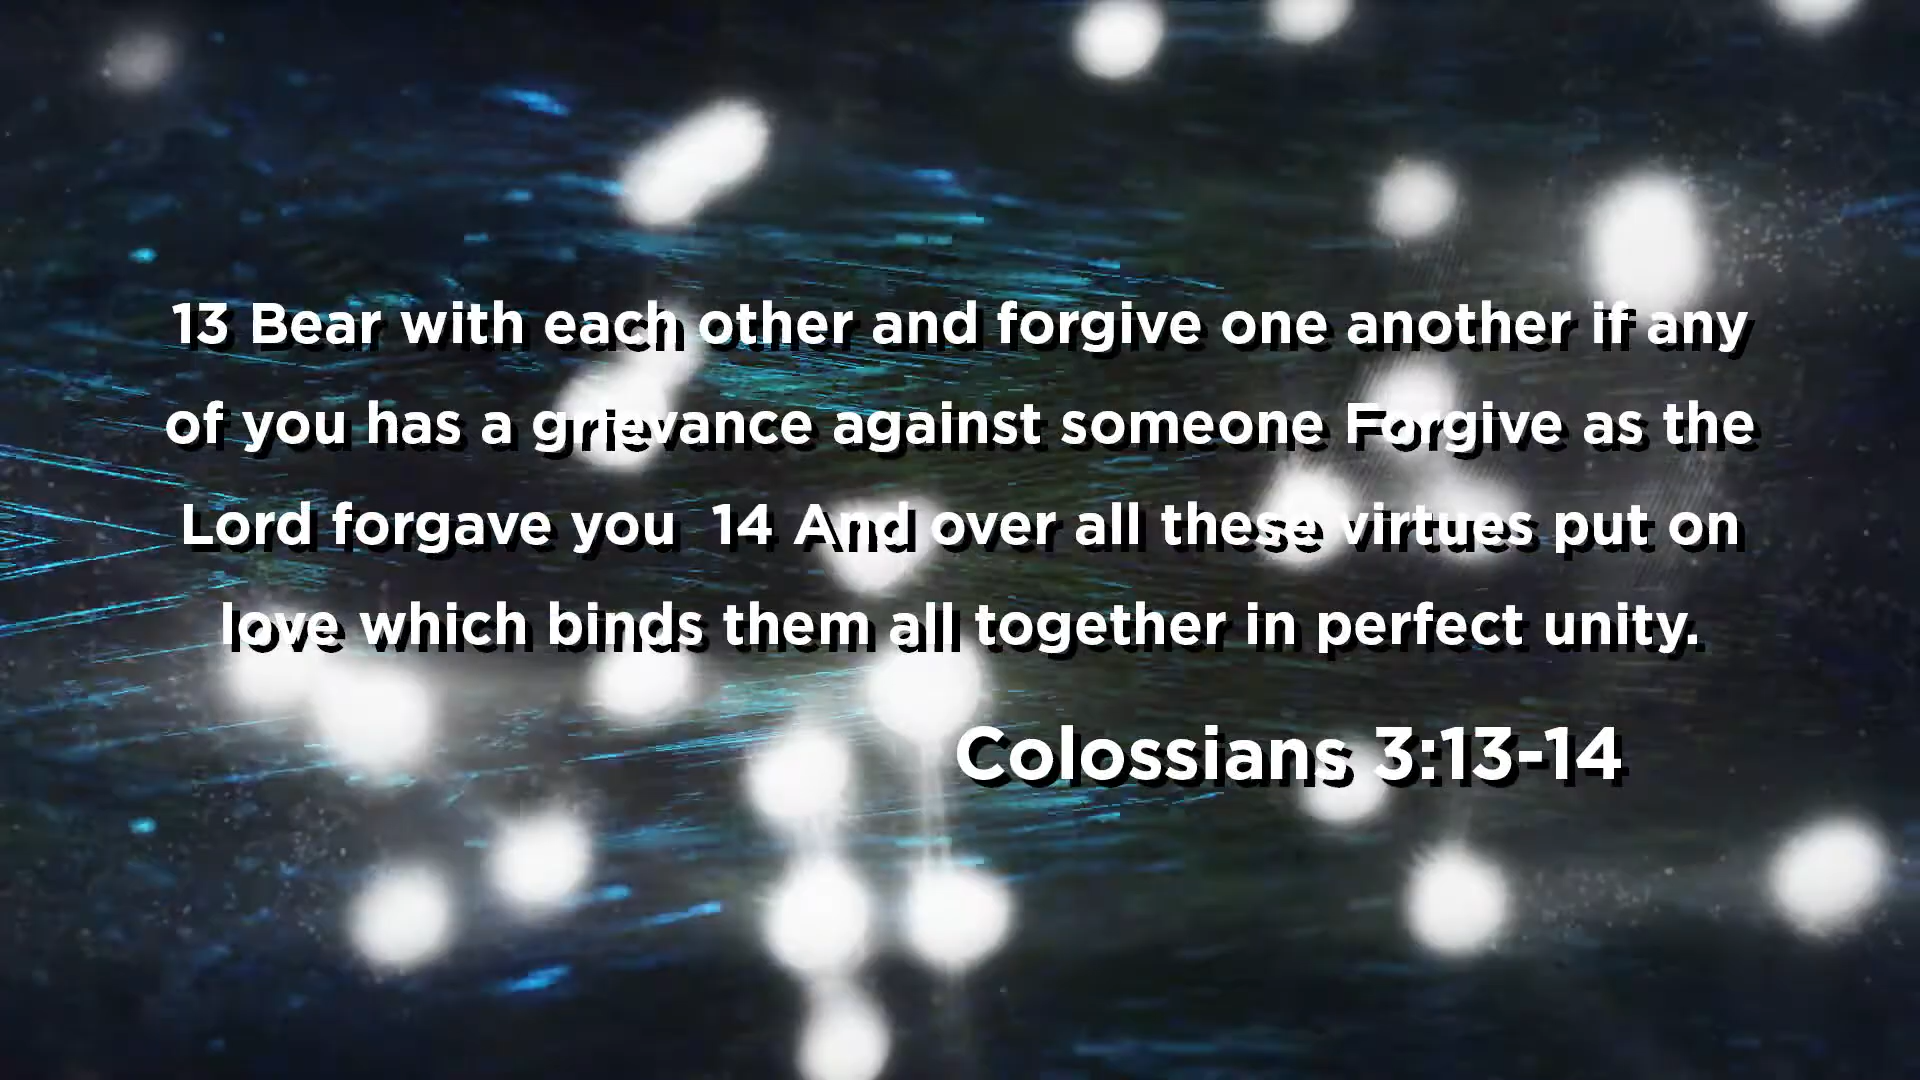 13 Bear with each other and forgive one another if any
of you has a grievance against someone Forgive as the
Lord forgave you  14 And over all these virtues put on
love which binds them all together in perfect unity.
Colossians 3:13-14